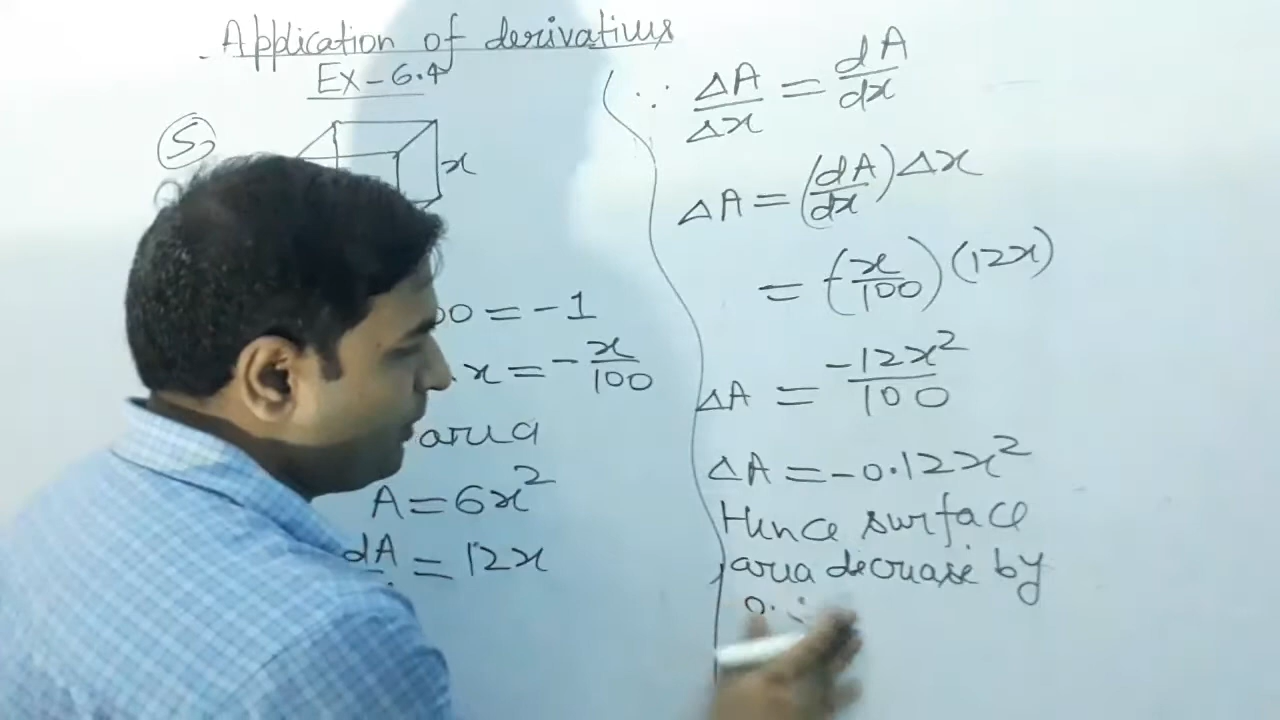 Application of derivatives
Ex-6.4
5
x
00 = -1
x = -x/100
area
A = 6x²
dA = 12x
∵ ΔA/Δx = dA/dx
ΔA = (dA/dx)Δx
= (-x/100)(12x)
ΔA = -12x²/100
ΔA = -0.12x²
Hence surface
area decrease by
0.